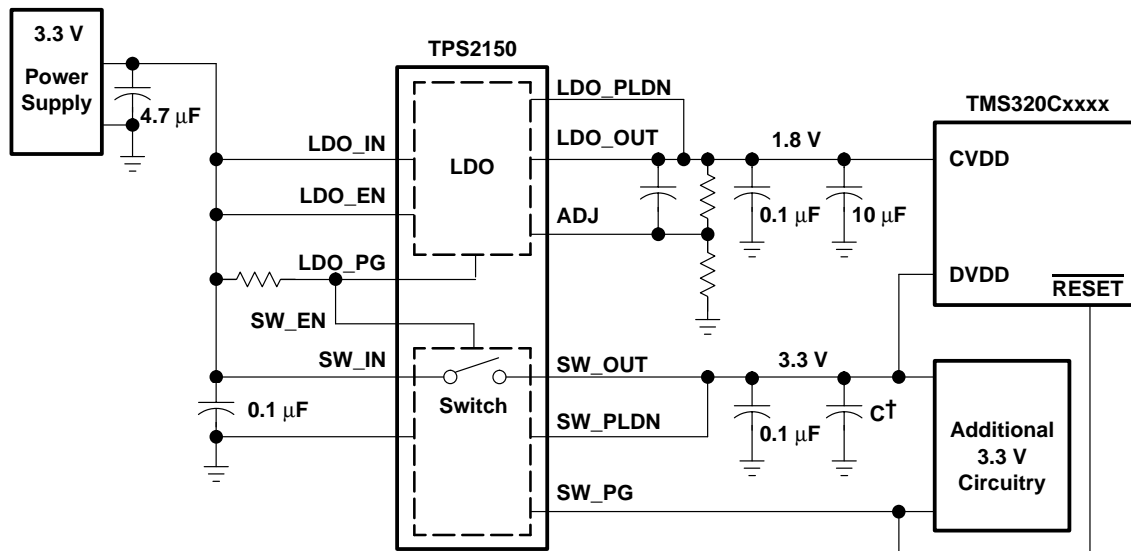 3.3 V
Power
Supply
4.7 μF
TPS2150
LDO_PLDN
LDO_IN
LDO
LDO_OUT
1.8 V
LDO_EN
ADJ
0.1 μF
10 μF
LDO_PG
SW_EN
SW_IN
Switch
SW_OUT
3.3 V
0.1 μF
SW_PLDN
0.1 μF
C†
SW_PG
TMS320Cxxxx
CVDD
DVDD
RESET
Additional
3.3 V
Circuitry